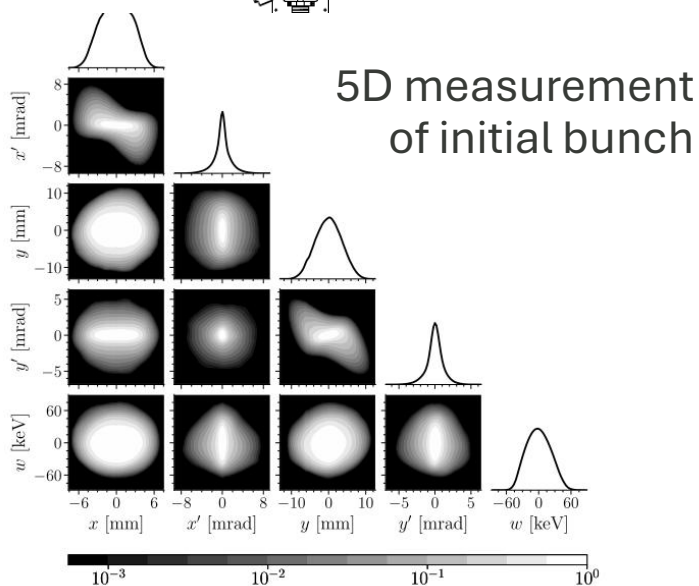 5D measurement
of initial bunch
8
0
−8
x′ [mrad]
10
0
−10
y [mm]
5
0
−5
y′ [mrad]
60
0
−60
w [keV]
−6 0 6 −8 0 8 −10 0 10 −5 0 5 −60 0 60
x [mm] x′ [mrad] y [mm] y′ [mrad] w [keV]
10⁻³ 10⁻² 10⁻¹ 10⁰